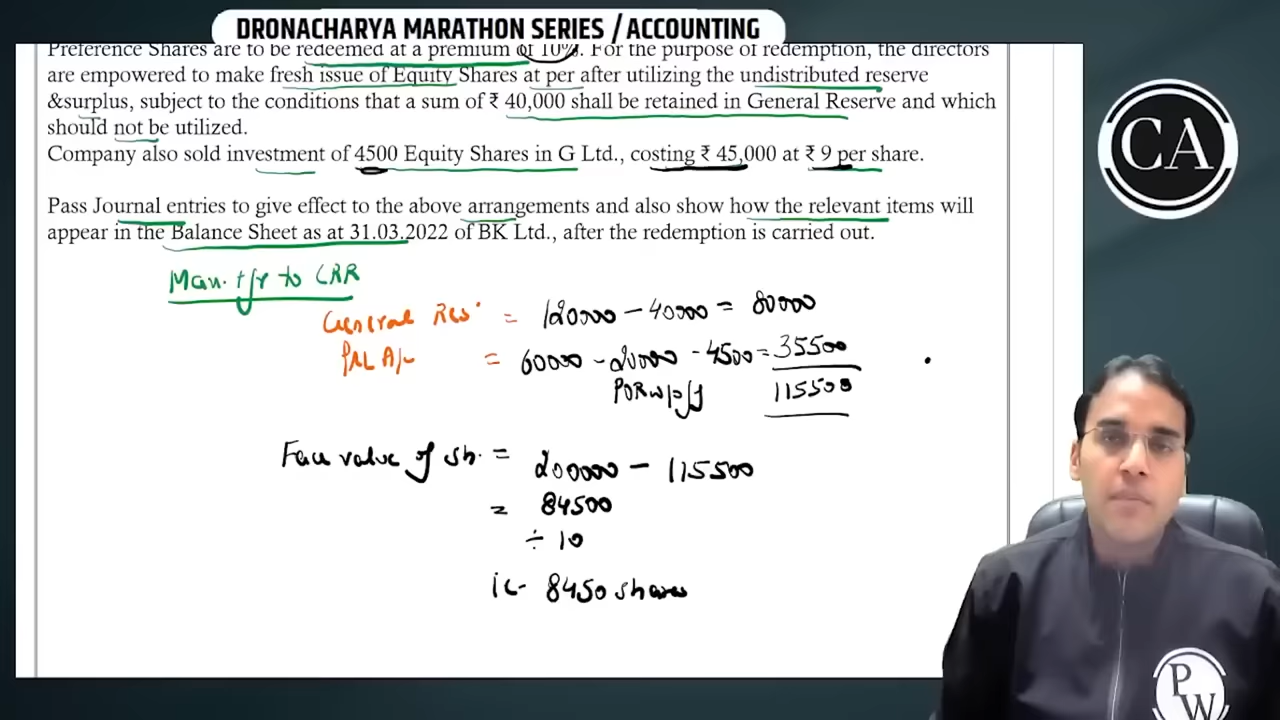 DRONACHARYA MARATHON SERIES / ACCOUNTING
Preference Shares are to be redeemed at a premium of 10%. For the purpose of redemption, the directors
are empowered to make fresh issue of Equity Shares at par after utilizing the undistributed reserve
&surplus, subject to the conditions that a sum of ₹ 40,000 shall be retained in General Reserve and which
should not be utilized.
Company also sold investment of 4500 Equity Shares in G Ltd., costing ₹ 45,000 at ₹ 9 per share.
Pass Journal entries to give effect to the above arrangements and also show how the relevant items will
appear in the Balance Sheet as at 31.03.2022 of BK Ltd., after the redemption is carried out.
Max. t/f to CRR
General Res. = 120000 - 40000 = 80000
P&L A/c = 60000 - 20000 - 4500 = 35500
PORw/o/f 115500
Face value of sh. = 200000 - 115500
= 84500
÷ 10
ie 8450 shares
CA
PW